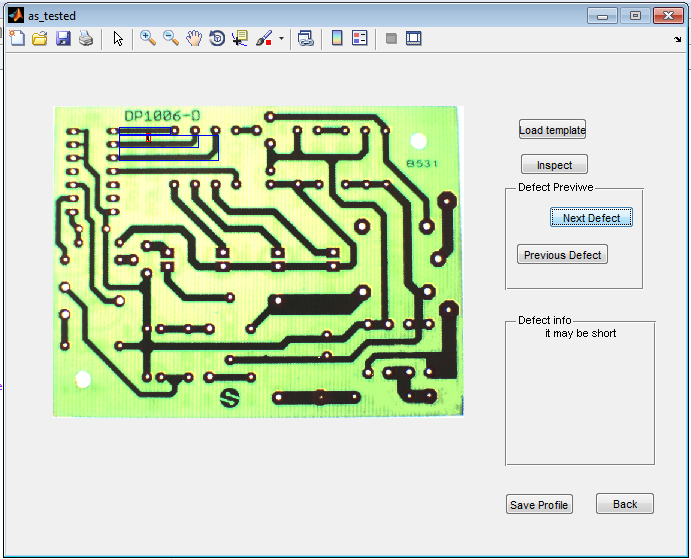 as_tested
DP1006-D
8531
S
Load template
Inspect
Defect Previwe
Next Defect
Previous Defect
Defect info
it may be short
Save Profile
Back